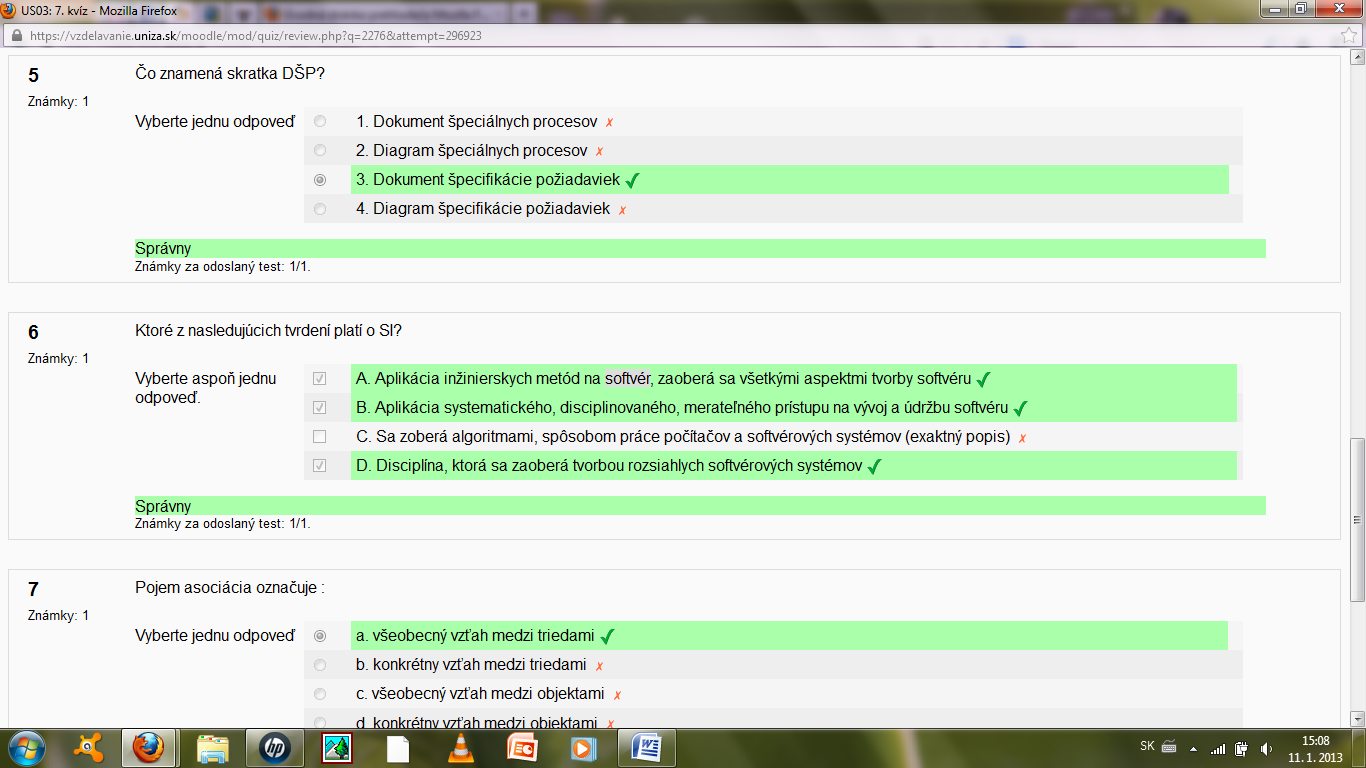 US03: 7. kvíz - Mozilla Firefox
https://vzdelavanie.uniza.sk/moodle/mod/quiz/review.php?q=2276&attempt=296923
5
Čo znamená skratka DŠP?
Známky: 1
Vyberte jednu odpoveď
1. Dokument špeciálnych procesov ✗
2. Diagram špeciálnych procesov ✗
3. Dokument špecifikácie požiadaviek ✓
4. Diagram špecifikácie požiadaviek ✗
Správny
Známky za odoslaný test: 1/1.
6
Ktoré z nasledujúcich tvrdení platí o SI?
Známky: 1
Vyberte aspoň jednu
odpoveď.
A. Aplikácia inžinierskych metód na softvér, zaoberá sa všetkými aspektmi tvorby softvéru ✓
B. Aplikácia systematického, disciplinovaného, merateľného prístupu na vývoj a údržbu softvéru ✓
C. Sa zoberá algoritmami, spôsobom práce počítačov a softvérových systémov (exaktný popis) ✗
D. Disciplína, ktorá sa zaoberá tvorbou rozsiahlych softvérových systémov ✓
Správny
Známky za odoslaný test: 1/1.
7
Pojem asociácia označuje :
Známky: 1
Vyberte jednu odpoveď
a. všeobecný vzťah medzi triedami ✓
b. konkrétny vzťah medzi triedami ✗
c. všeobecný vzťah medzi objektami ✗
d. konkrétny vzťah medzi objektami ✗
SK
15:08
11. 1. 2013